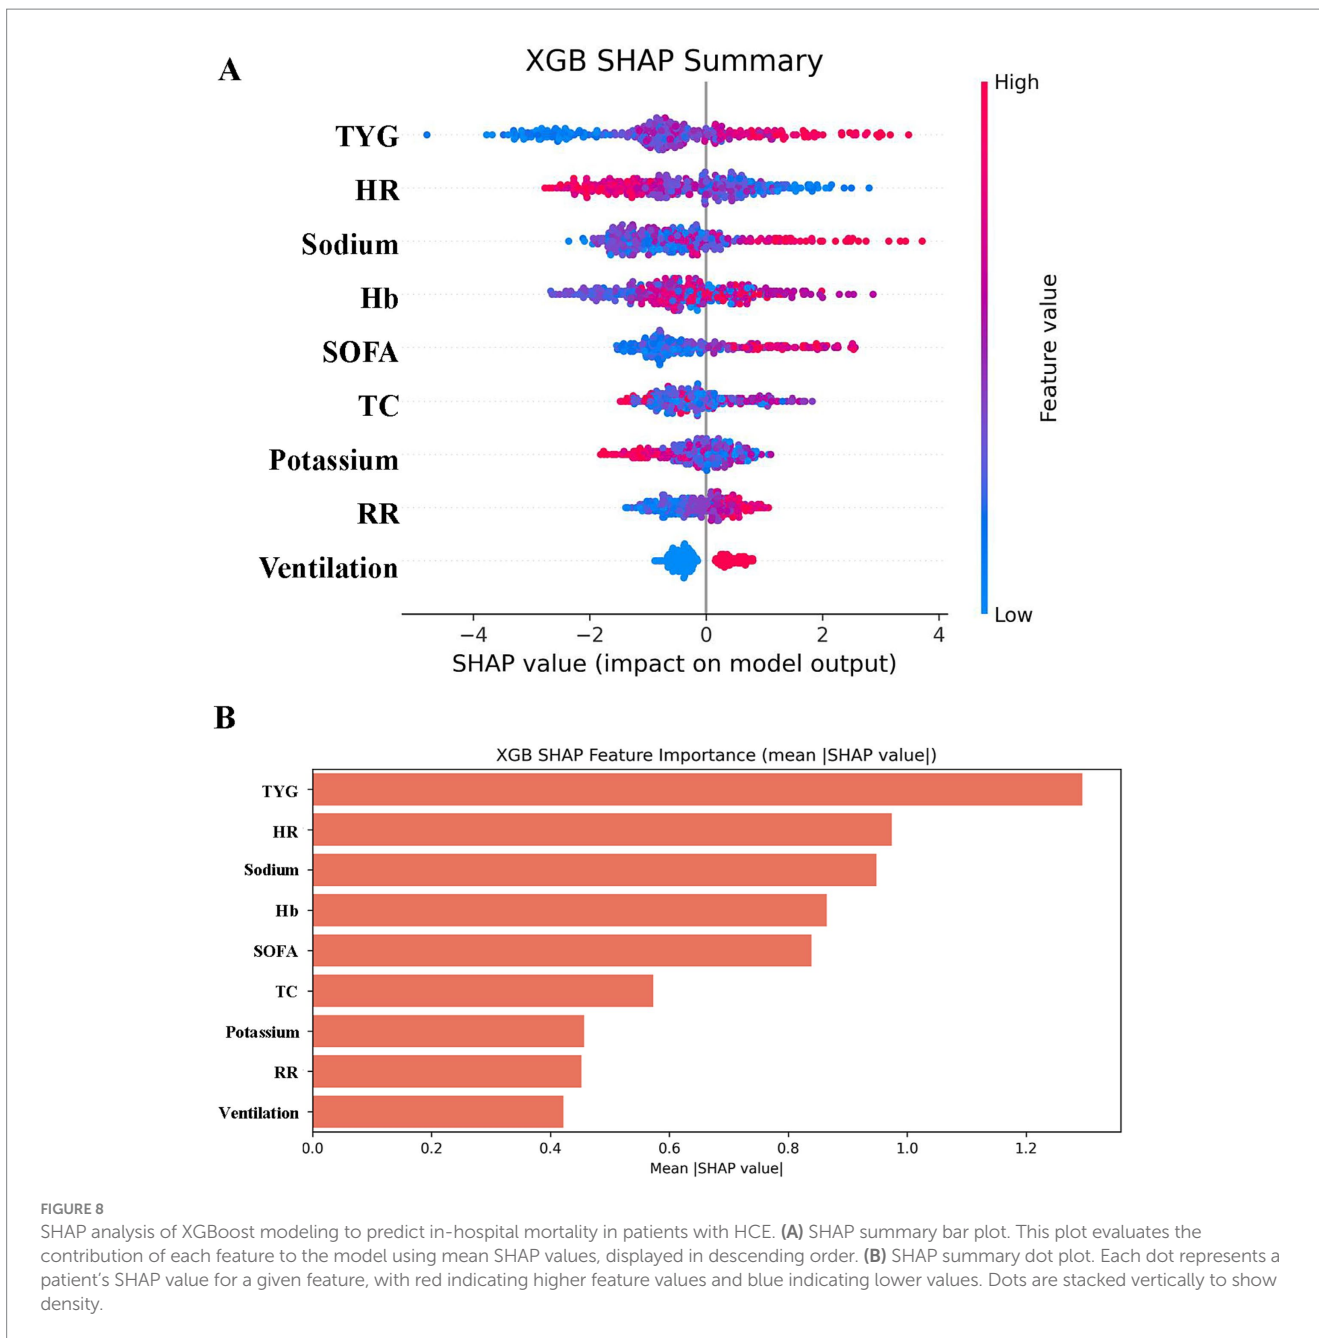 A
XGB SHAP Summary
High
TYG
HR
Sodium
Hb
SOFA
TC
Potassium
RR
Ventilation
Feature value
Low
−4 −2 0 2 4
SHAP value (impact on model output)
B
XGB SHAP Feature Importance (mean |SHAP value|)
TYG
HR
Sodium
Hb
SOFA
TC
Potassium
RR
Ventilation
0.0 0.2 0.4 0.6 0.8 1.0 1.2
Mean |SHAP value|
FIGURE 8
SHAP analysis of XGBoost modeling to predict in-hospital mortality in patients with HCE. (A) SHAP summary bar plot. This plot evaluates the
contribution of each feature to the model using mean SHAP values, displayed in descending order. (B) SHAP summary dot plot. Each dot represents a
patient's SHAP value for a given feature, with red indicating higher feature values and blue indicating lower values. Dots are stacked vertically to show
density.